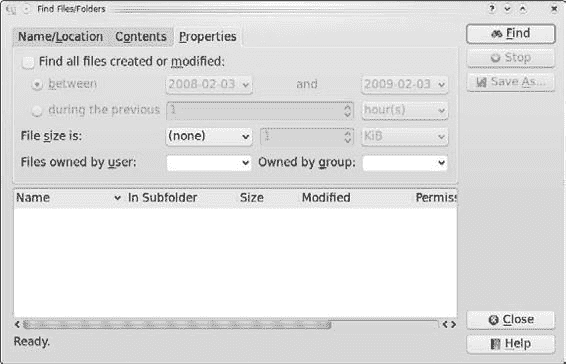 Find Files/Folders
Name/Location Contents Properties
Find
Find all files created or modified:
Stop
between 2008-02-03 and 2009-02-03
Save As...
during the previous 1 hour(s)
File size is: (none) 1 KiB
Files owned by user: Owned by group:
Name In Subfolder Size Modified Permiss
Close
Ready.
Help